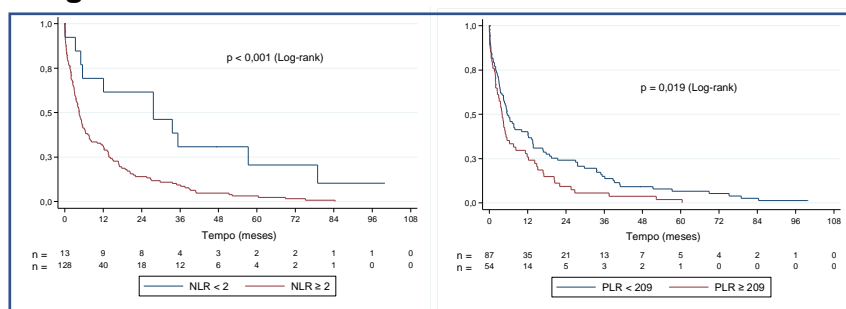 1,0
0,8
0,5
0,3
0,0
p < 0,001 (Log-rank)
0 12 24 36 48 60 72 84 96 108
Tempo (meses)
n = 13 9 8 4 3 2 2 1 1 0
n = 128 40 18 12 6 4 2 1 0 0
NLR < 2 NLR ≥ 2
1,0
0,8
0,5
0,3
0,0
p = 0,019 (Log-rank)
0 12 24 36 48 60 72 84 96 108
Tempo (meses)
n = 87 35 21 13 7 5 4 2 1 0
n = 54 14 5 3 2 1 0 0 0 0
PLR < 209 PLR ≥ 209